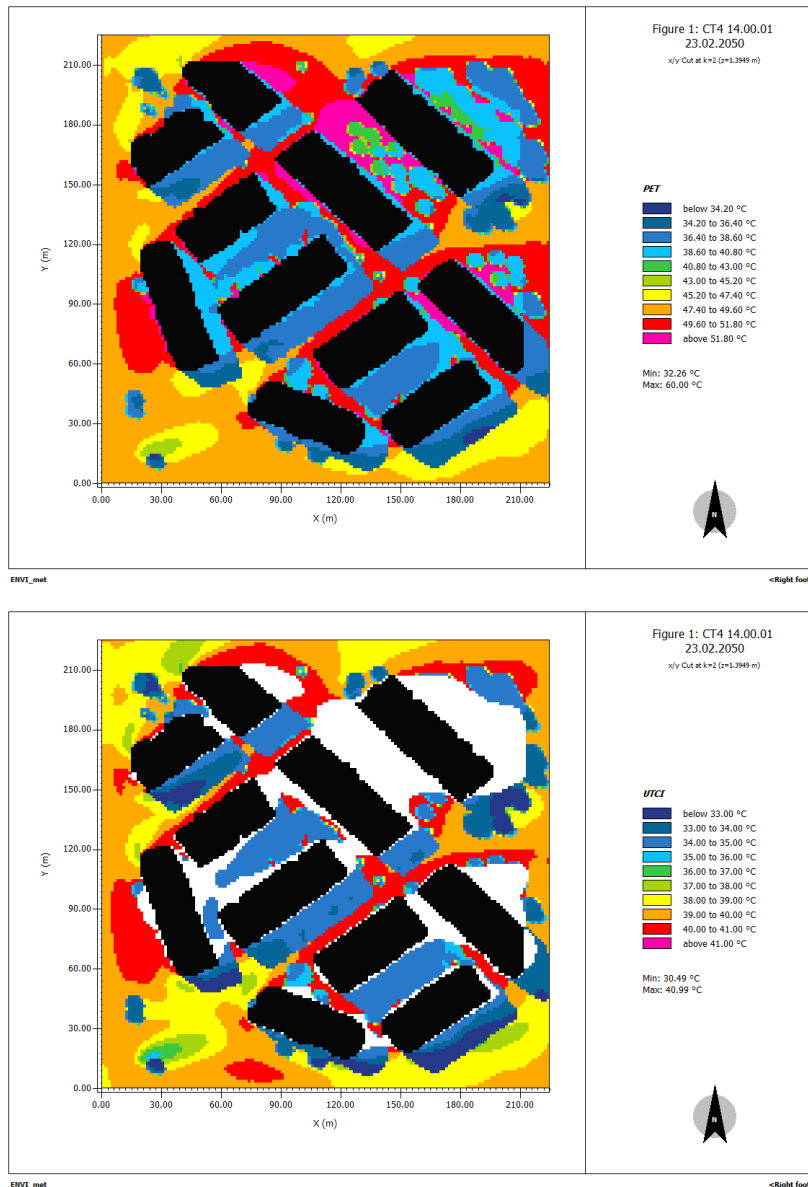 Figure 1: CT4 14.00.01
23.02.2050
x/y Cut at k=2 (z=1.3949 m)
210.00
180.00
150.00
120.00
90.00
60.00
30.00
0.00
Y (m)
0.00 30.00 60.00 90.00 120.00 150.00 180.00 210.00
X (m)
PET
below 34.20 °C
34.20 to 36.40 °C
36.40 to 38.60 °C
38.60 to 40.80 °C
40.80 to 43.00 °C
43.00 to 45.20 °C
45.20 to 47.40 °C
47.40 to 49.60 °C
49.60 to 51.80 °C
above 51.80 °C
Min: 32.26 °C
Max: 60.00 °C
N
ENVI_met
<Right foot
Figure 1: CT4 14.00.01
23.02.2050
x/y Cut at k=2 (z=1.3949 m)
210.00
180.00
150.00
120.00
90.00
60.00
30.00
0.00
Y (m)
0.00 30.00 60.00 90.00 120.00 150.00 180.00 210.00
X (m)
UTCI
below 33.00 °C
33.00 to 34.00 °C
34.00 to 35.00 °C
35.00 to 36.00 °C
36.00 to 37.00 °C
37.00 to 38.00 °C
38.00 to 39.00 °C
39.00 to 40.00 °C
40.00 to 41.00 °C
above 41.00 °C
Min: 30.49 °C
Max: 40.99 °C
N
ENVI_met
<Right foot